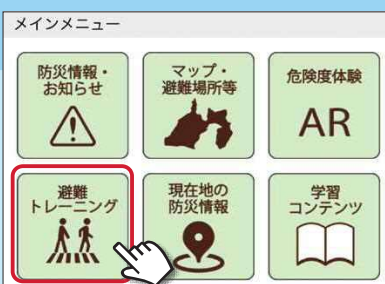 メインメニュー
防災情報・
お知らせ
マップ・
避難場所等
危険度体験
AR
避難
トレーニング
現在地の
防災情報
学習
コンテンツ